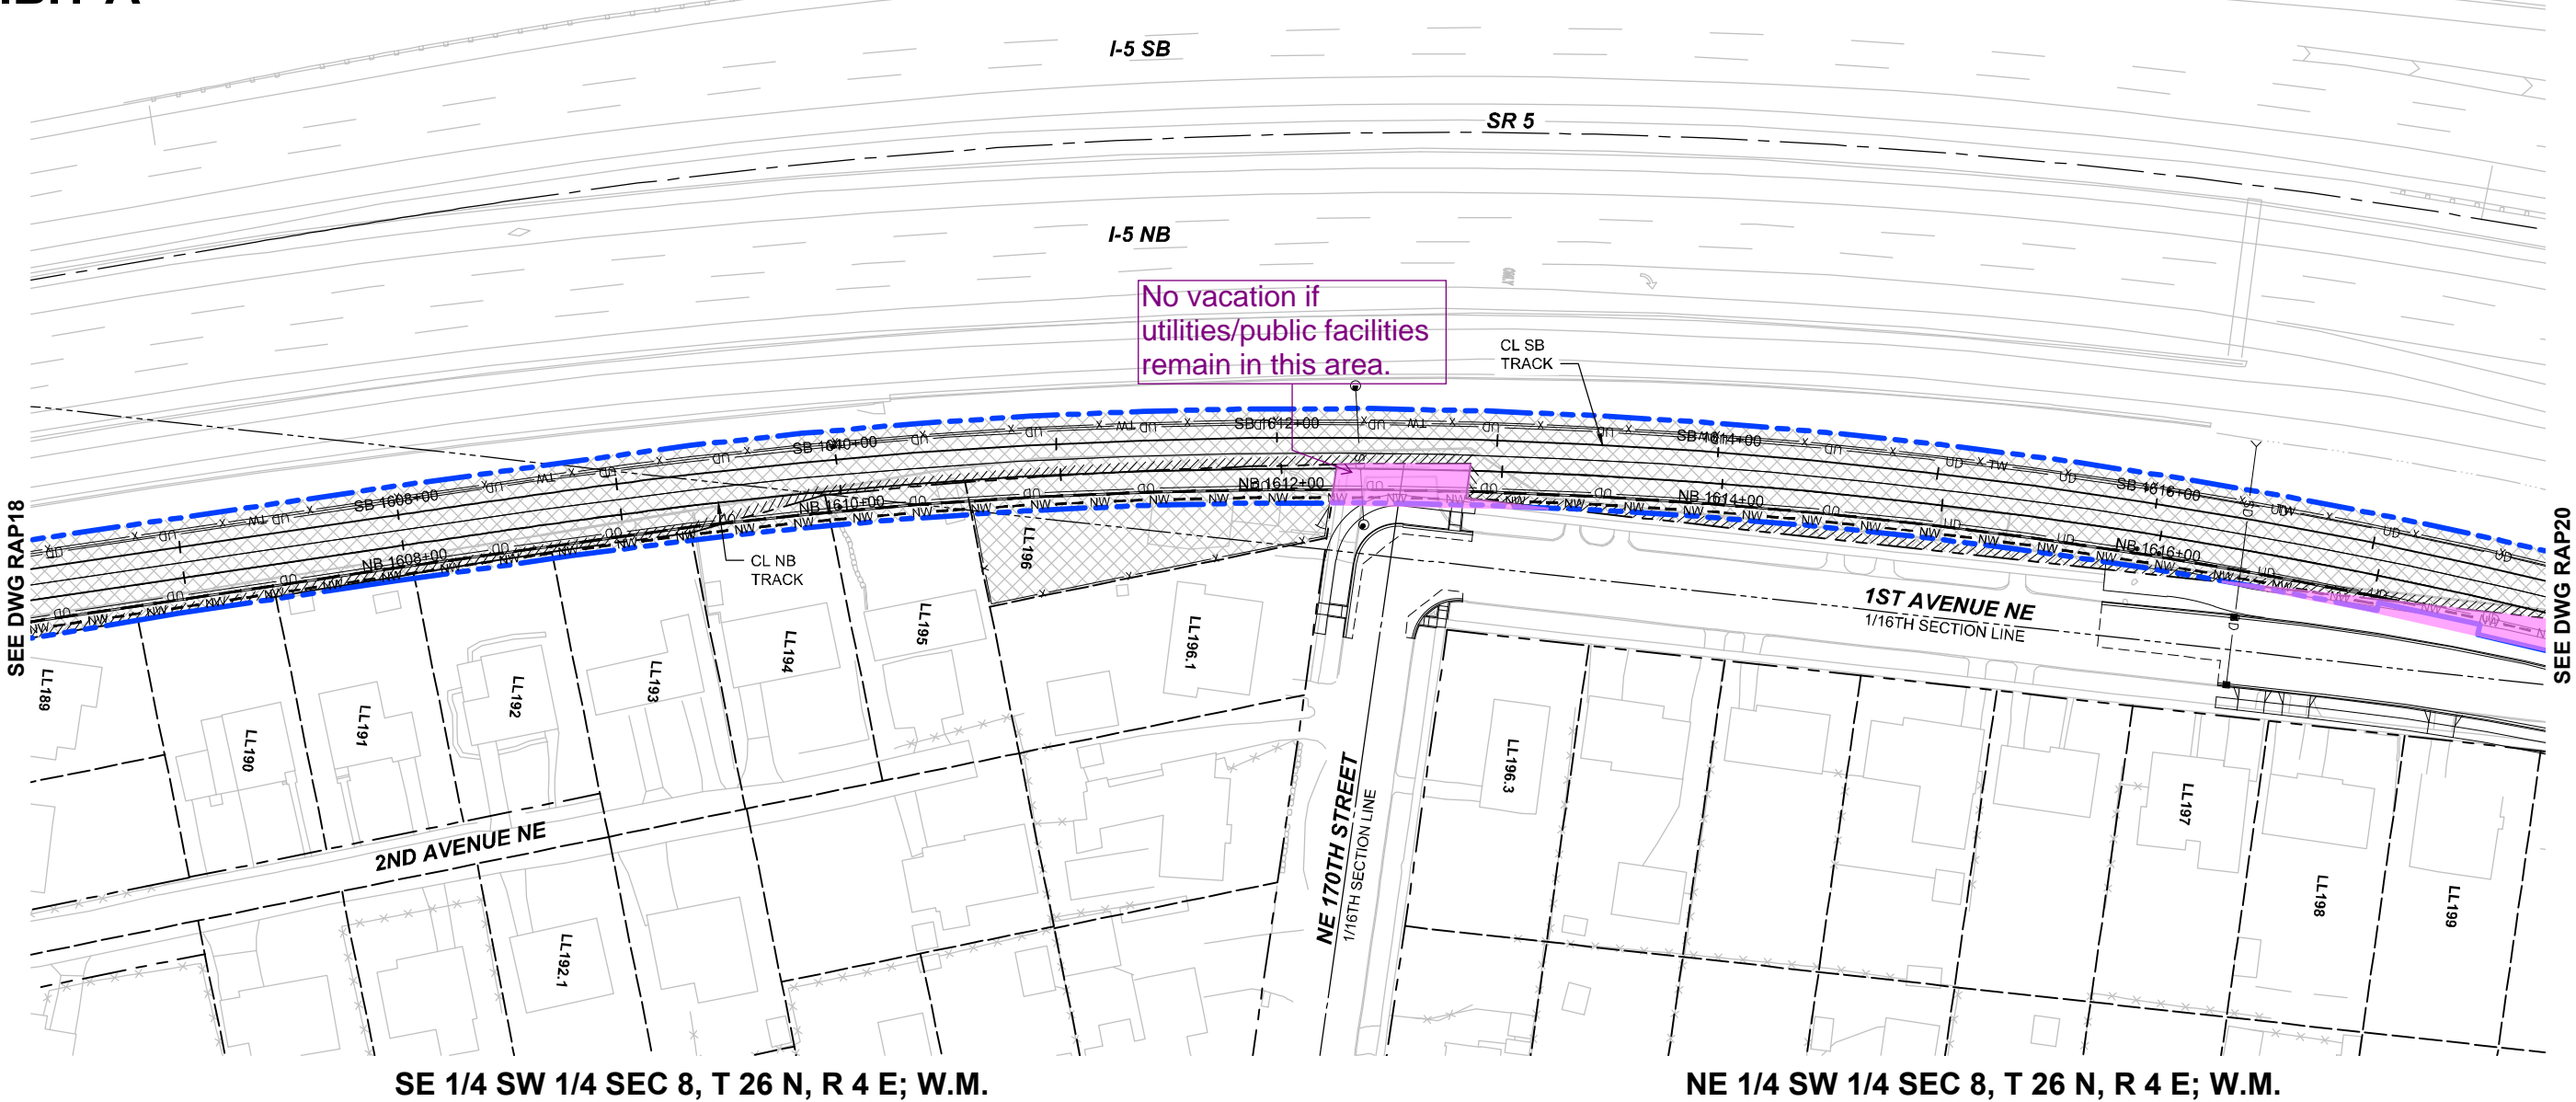 I-5 SB
SR 5
I-5 NB
ONLY
No vacation if
utilities/public facilities
remain in this area.
CL SB
TRACK
SB 1608+00
SB 1610+00
SB 1612+00
SB 1614+00
SB 1616+00
NB 1608+00
NB 1610+00
NB 1612+00
NB 1614+00
NB 1616+00
CL NB
TRACK
SEE DWG RAP18
SEE DWG RAP20
LL189
LL190
LL191
LL192
LL193
LL194
LL195
LL196
LL196.1
LL196.3
LL197
LL198
LL199
LL192.1
1ST AVENUE NE
1/16TH SECTION LINE
2ND AVENUE NE
NE 170TH STREET
1/16TH SECTION LINE
SE 1/4 SW 1/4 SEC 8, T 26 N, R 4 E; W.M.
NE 1/4 SW 1/4 SEC 8, T 26 N, R 4 E; W.M.